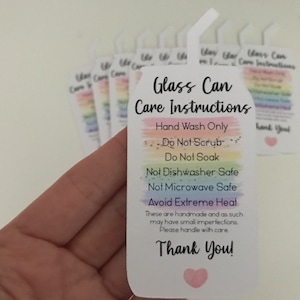 Glass Can
Care Instructions
Hand Wash Only
Do Not Scrub
Do Not Soak
Not Dishwasher Safe
Not Microwave Safe
Avoid Extreme Heat
These are handmade and as such
may have small imperfections.
Please handle with care.
Thank You!